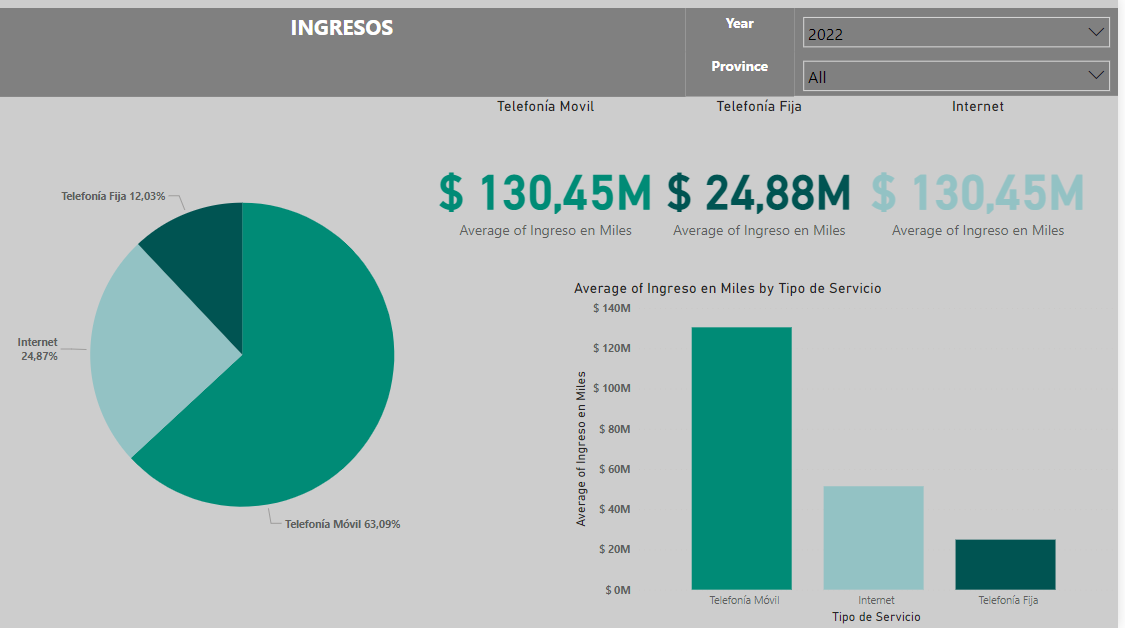 INGRESOS
Year
2022
Province
All
Telefonía Movil
Telefonía Fija
Internet
$ 130,45M
Average of Ingreso en Miles
$ 24,88M
Average of Ingreso en Miles
$ 130,45M
Average of Ingreso en Miles
Telefonía Fija 12,03%
Internet
24,87%
Telefonía Móvil 63,09%
Average of Ingreso en Miles by Tipo de Servicio
Average of Ingreso en Miles
$ 140M
$ 120M
$ 100M
$ 80M
$ 60M
$ 40M
$ 20M
$ 0M
Telefonía Móvil
Internet
Telefonía Fija
Tipo de Servicio